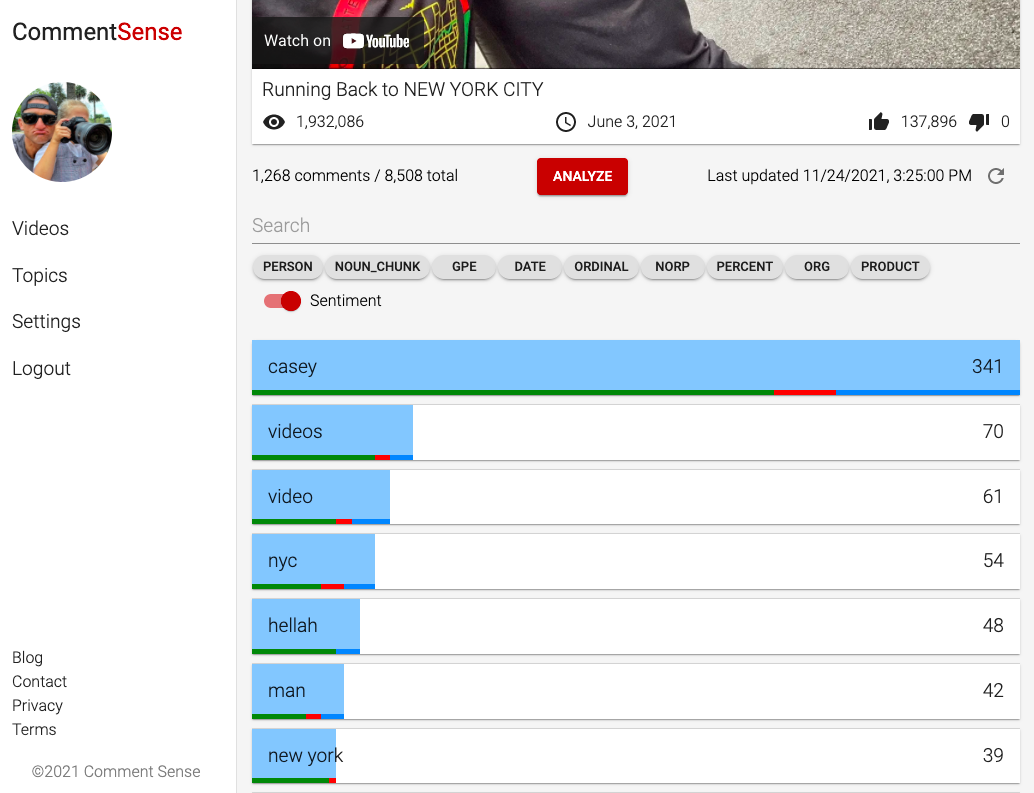 CommentSense
Videos
Topics
Settings
Logout
Blog
Contact
Privacy
Terms
©2021 Comment Sense
Watch on YouTube
Running Back to NEW YORK CITY
1,932,086 June 3, 2021 137,896 0
1,268 comments / 8,508 total ANALYZE Last updated 11/24/2021, 3:25:00 PM
Search
PERSON NOUN_CHUNK GPE DATE ORDINAL NORP PERCENT ORG PRODUCT
Sentiment
casey 341
videos 70
video 61
nyc 54
hellah 48
man 42
new york 39